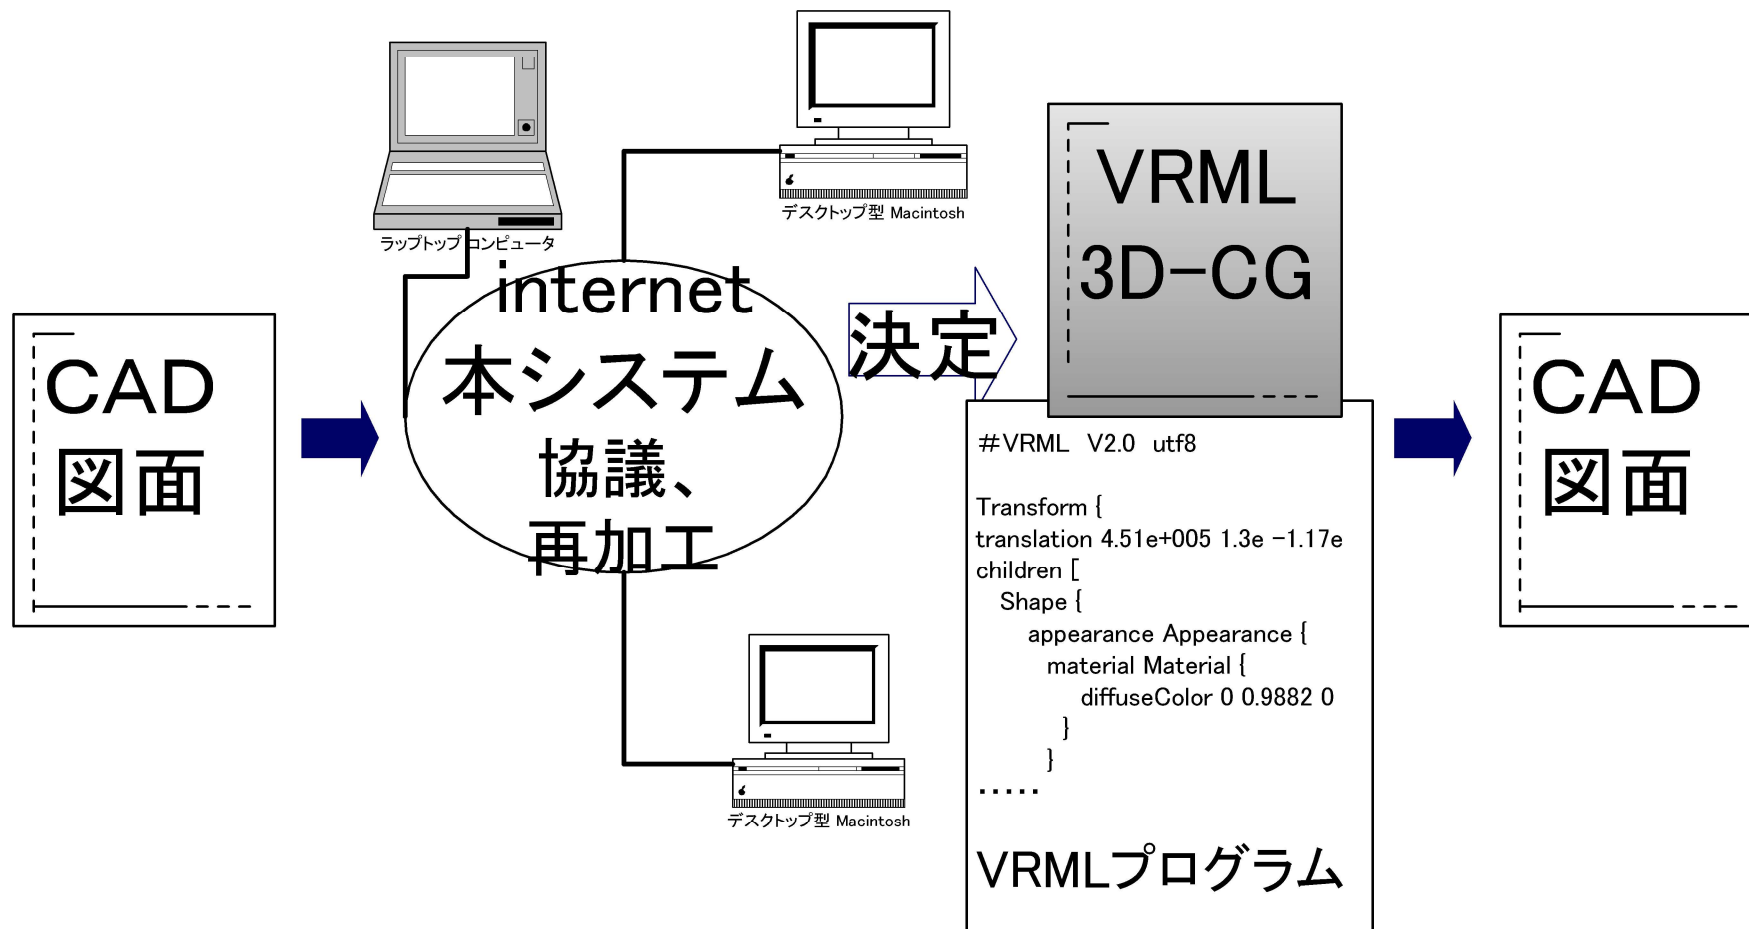 CAD
図面
ラップトップ コンピュータ
デスクトップ型 Macintosh
internet
本システム
協議、
再加工
デスクトップ型 Macintosh
決定
VRML
3D-CG
#VRML V2.0 utf8
Transform {
translation 4.51e+005 1.3e -1.17e
children [
Shape {
appearance Appearance {
material Material {
diffuseColor 0 0.9882 0
}
}
・・・・・
VRMLプログラム
CAD
図面